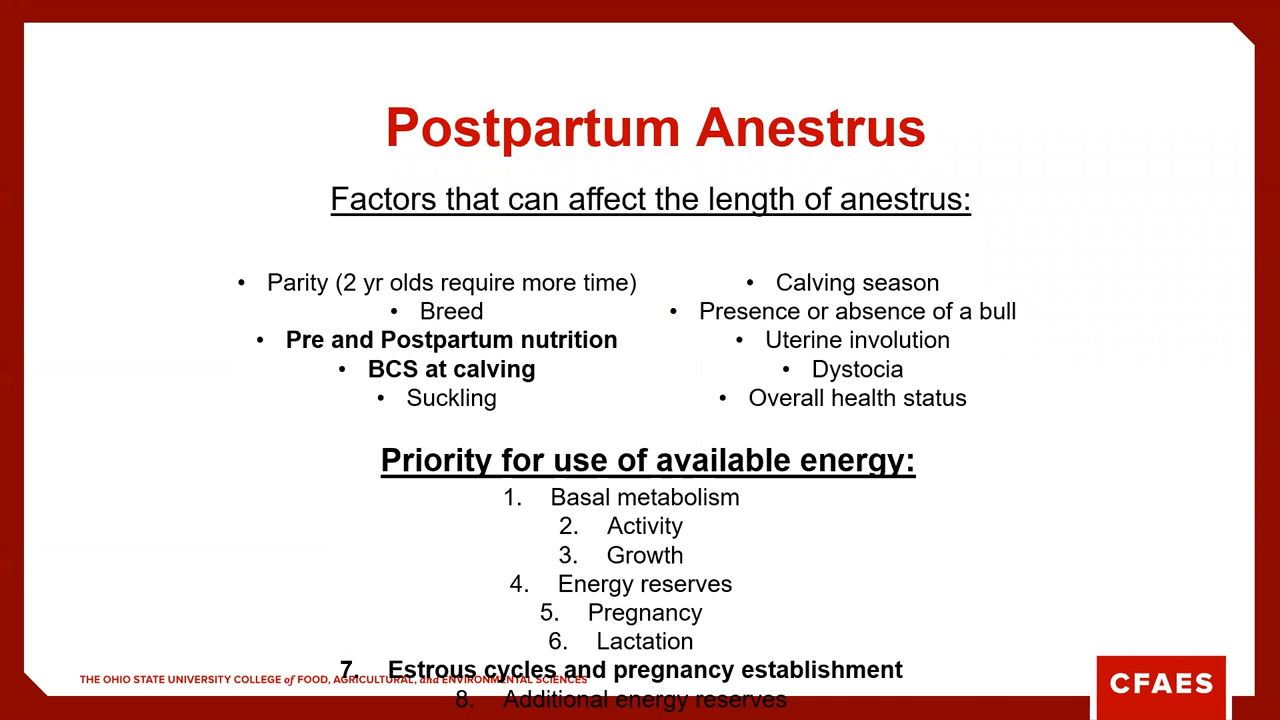 Postpartum Anestrus
Factors that can affect the length of anestrus:
• Parity (2 yr olds require more time)
• Breed
• Pre and Postpartum nutrition
• BCS at calving
• Suckling
• Calving season
• Presence or absence of a bull
• Uterine involution
• Dystocia
• Overall health status
Priority for use of available energy:
1. Basal metabolism
2. Activity
3. Growth
4. Energy reserves
5. Pregnancy
6. Lactation
7. Estrous cycles and pregnancy establishment
8. Additional energy reserves
THE OHIO STATE UNIVERSITY COLLEGE of FOOD, AGRICULTURAL, and ENVIRONMENTAL SCIENCES
CFAES